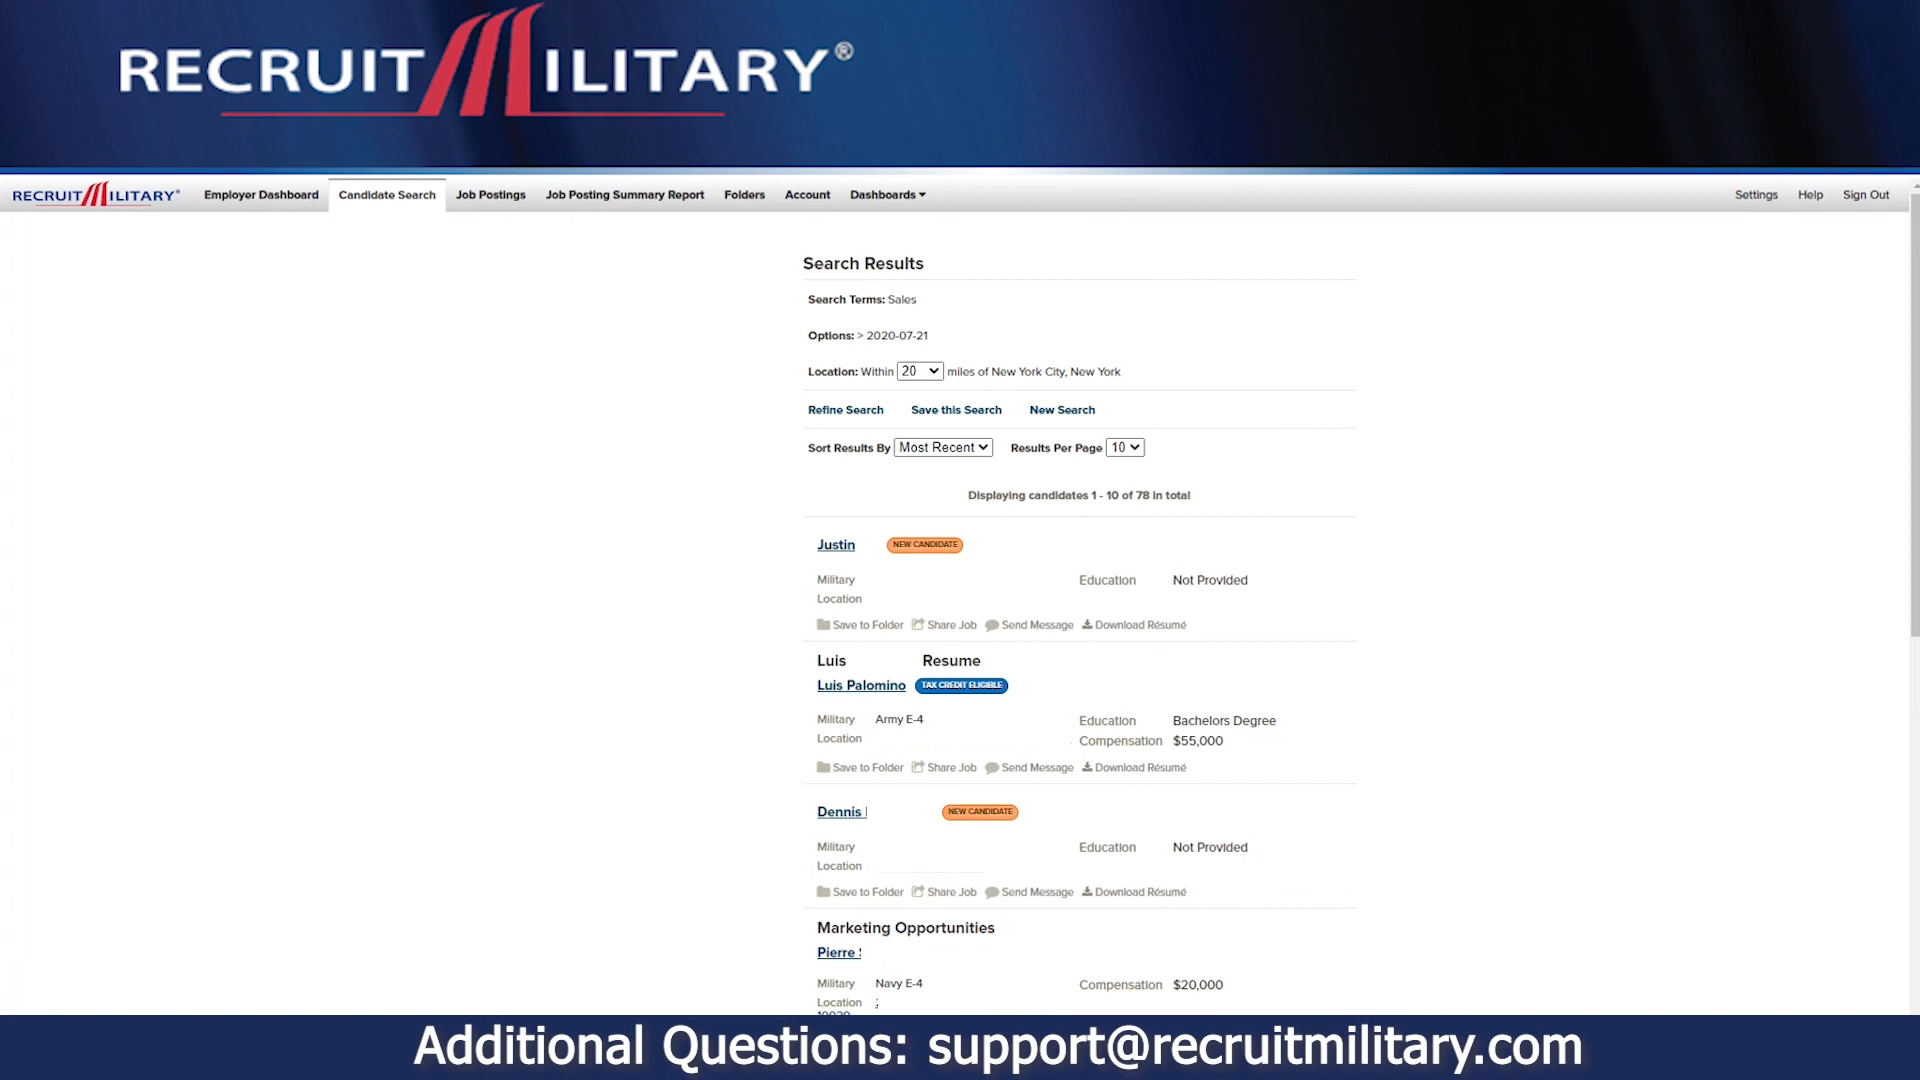 RECRUIT MILITARY®
RECRUIT MILITARY® Employer Dashboard Candidate Search Job Postings Job Posting Summary Report Folders Account Dashboards Settings Help Sign Out
Search Results
Search Terms: Sales
Options: > 2020-07-21
Location: Within 20 miles of New York City, New York
Refine Search Save this Search New Search
Sort Results By Most Recent Results Per Page 10
Displaying candidates 1 - 10 of 78 in total
Justin NEW CANDIDATE
Military Education Not Provided
Location
Save to Folder Share Job Send Message Download Résumé
Luis Resume
Luis Palomino TAX CREDIT ELIGIBLE
Military Army E-4 Education Bachelors Degree
Location Compensation $55,000
Save to Folder Share Job Send Message Download Résumé
Dennis NEW CANDIDATE
Military Education Not Provided
Location
Save to Folder Share Job Send Message Download Résumé
Marketing Opportunities
Pierre
Military Navy E-4 Compensation $20,000
Location
Additional Questions: support@recruitmilitary.com